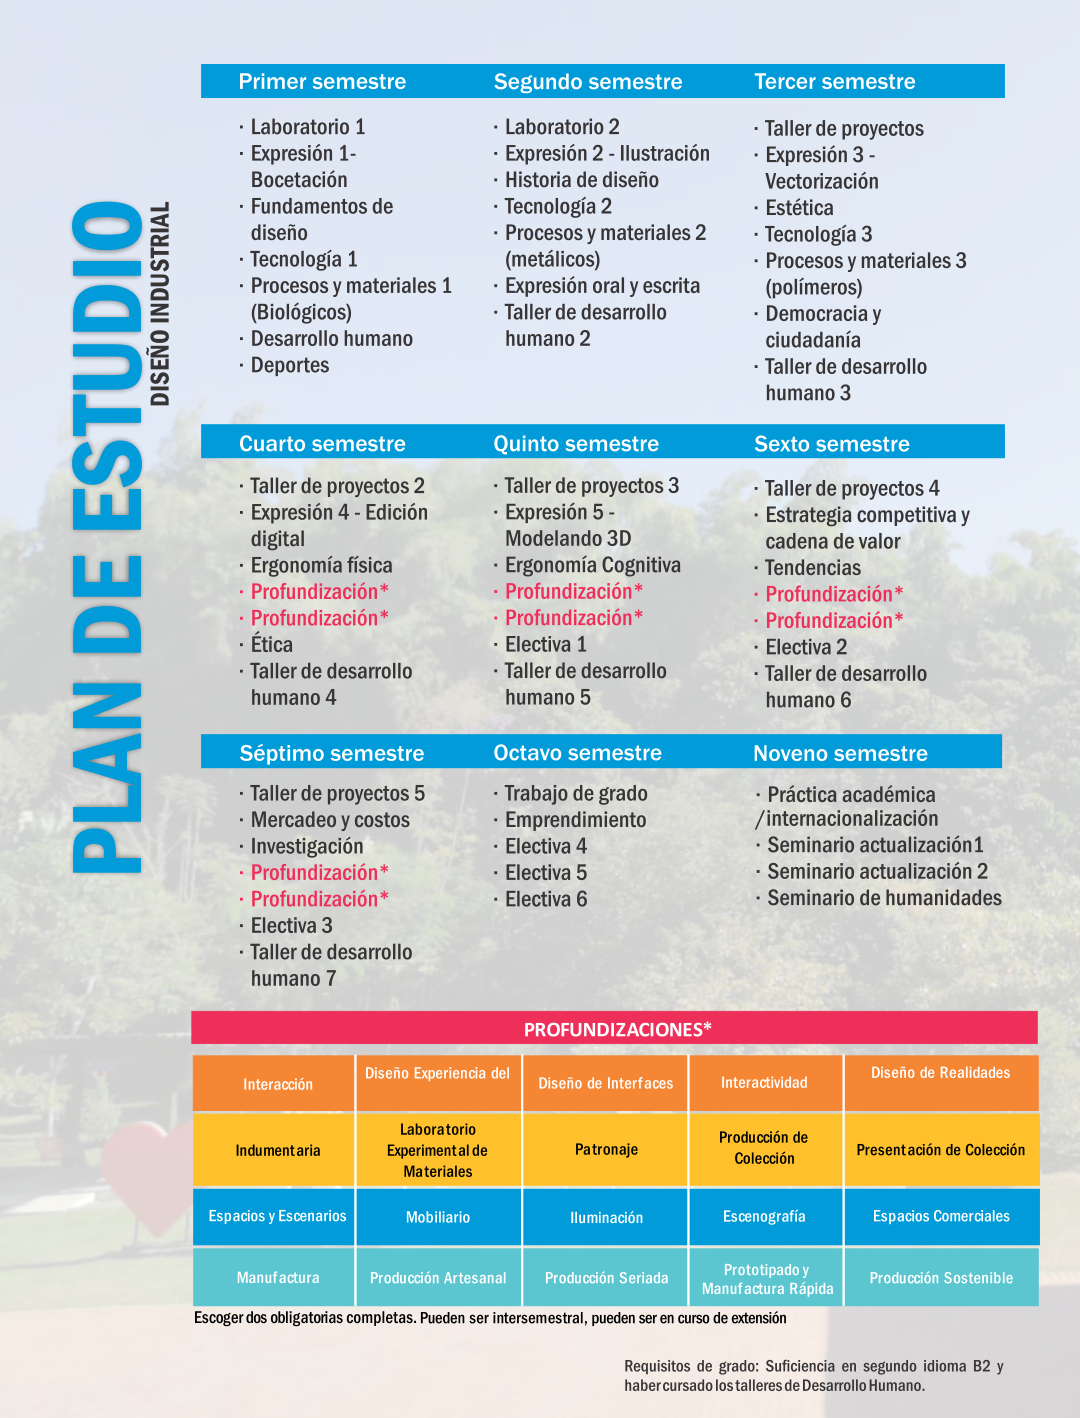 PLAN DE ESTUDIO
DISEÑO INDUSTRIAL
Primer semestre
· Laboratorio 1
· Expresión 1-
Bocetación
· Fundamentos de
diseño
· Tecnología 1
· Procesos y materiales 1
(Biológicos)
· Desarrollo humano
· Deportes
Segundo semestre
· Laboratorio 2
· Expresión 2 - Ilustración
· Historia de diseño
· Tecnología 2
· Procesos y materiales 2
(metálicos)
· Expresión oral y escrita
· Taller de desarrollo
humano 2
Tercer semestre
· Taller de proyectos
· Expresión 3 -
Vectorización
· Estética
· Tecnología 3
· Procesos y materiales 3
(polímeros)
· Democracia y
ciudadanía
· Taller de desarrollo
humano 3
Cuarto semestre
· Taller de proyectos 2
· Expresión 4 - Edición
digital
· Ergonomía física
· Profundización*
· Profundización*
· Ética
· Taller de desarrollo
humano 4
Quinto semestre
· Taller de proyectos 3
· Expresión 5 -
Modelando 3D
· Ergonomía Cognitiva
· Profundización*
· Profundización*
· Electiva 1
· Taller de desarrollo
humano 5
Sexto semestre
· Taller de proyectos 4
· Estrategia competitiva y
cadena de valor
· Tendencias
· Profundización*
· Profundización*
· Electiva 2
· Taller de desarrollo
humano 6
Séptimo semestre
· Taller de proyectos 5
· Mercadeo y costos
· Investigación
· Profundización*
· Profundización*
· Electiva 3
· Taller de desarrollo
humano 7
Octavo semestre
· Trabajo de grado
· Emprendimiento
· Electiva 4
· Electiva 5
· Electiva 6
Noveno semestre
· Práctica académica
/internacionalización
· Seminario actualización1
· Seminario actualización 2
· Seminario de humanidades
PROFUNDIZACIONES*
Interacción
Diseño Experiencia del
Diseño de Interfaces
Interactividad
Diseño de Realidades
Indumentaria
Laboratorio
Experimental de
Materiales
Patronaje
Producción de
Colección
Presentación de Colección
Espacios y Escenarios
Mobiliario
Iluminación
Escenografía
Espacios Comerciales
Manufactura
Producción Artesanal
Producción Seriada
Prototipado y
Manufactura Rápida
Producción Sostenible
Escoger dos obligatorias completas. Pueden ser intersemestral, pueden ser en curso de extensión
Requisitos de grado: Suficiencia en segundo idioma B2 y
haber cursado los talleres de Desarrollo Humano.